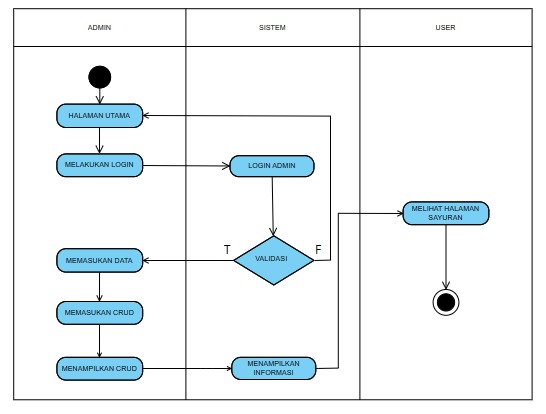 ADMIN
SISTEM
USER
HALAMAN UTAMA
MELAKUKAN LOGIN
LOGIN ADMIN
MELIHAT HALAMAN
SAYURAN
T
F
VALIDASI
MEMASUKAN DATA
MEMASUKAN CRUD
MENAMPILKAN CRUD
MENAMPILKAN
INFORMASI